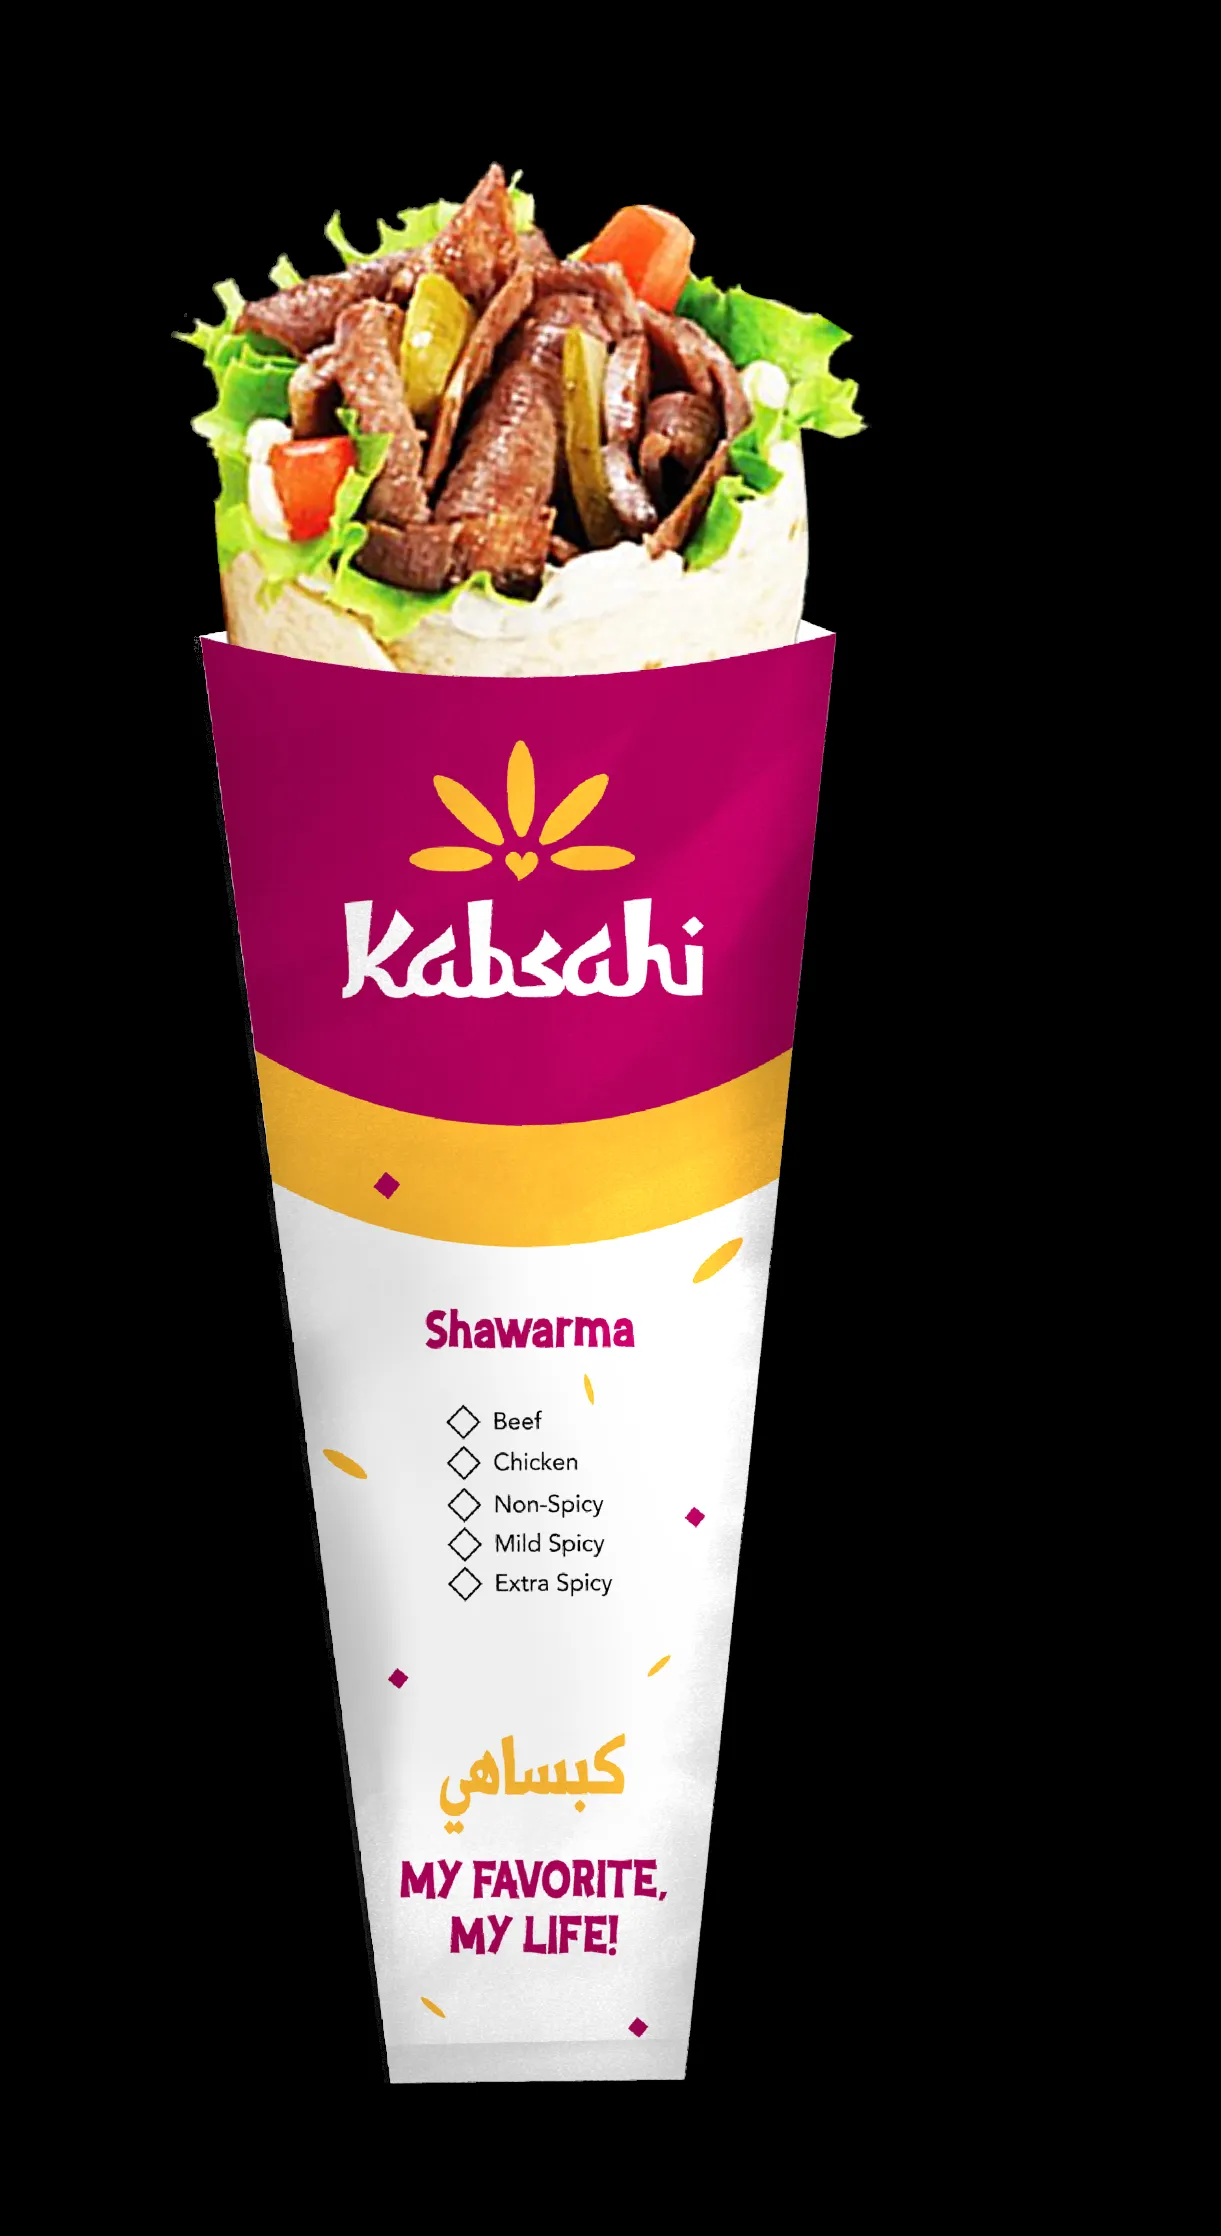 Kabsahi
Shawarma
Beef
Chicken
Non-Spicy
Mild Spicy
Extra Spicy
كبساهي
MY FAVORITE,
MY LIFE!